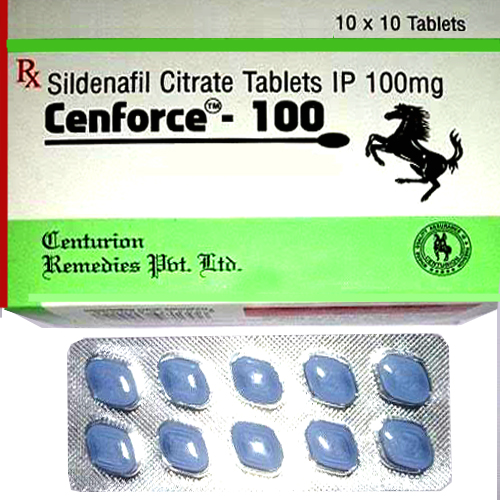 10 x 10 Tablets
Rx Sildenafil Citrate Tablets IP 100mg
Cenforce™- 100
Centurion
Remedies Pvt. Ltd.